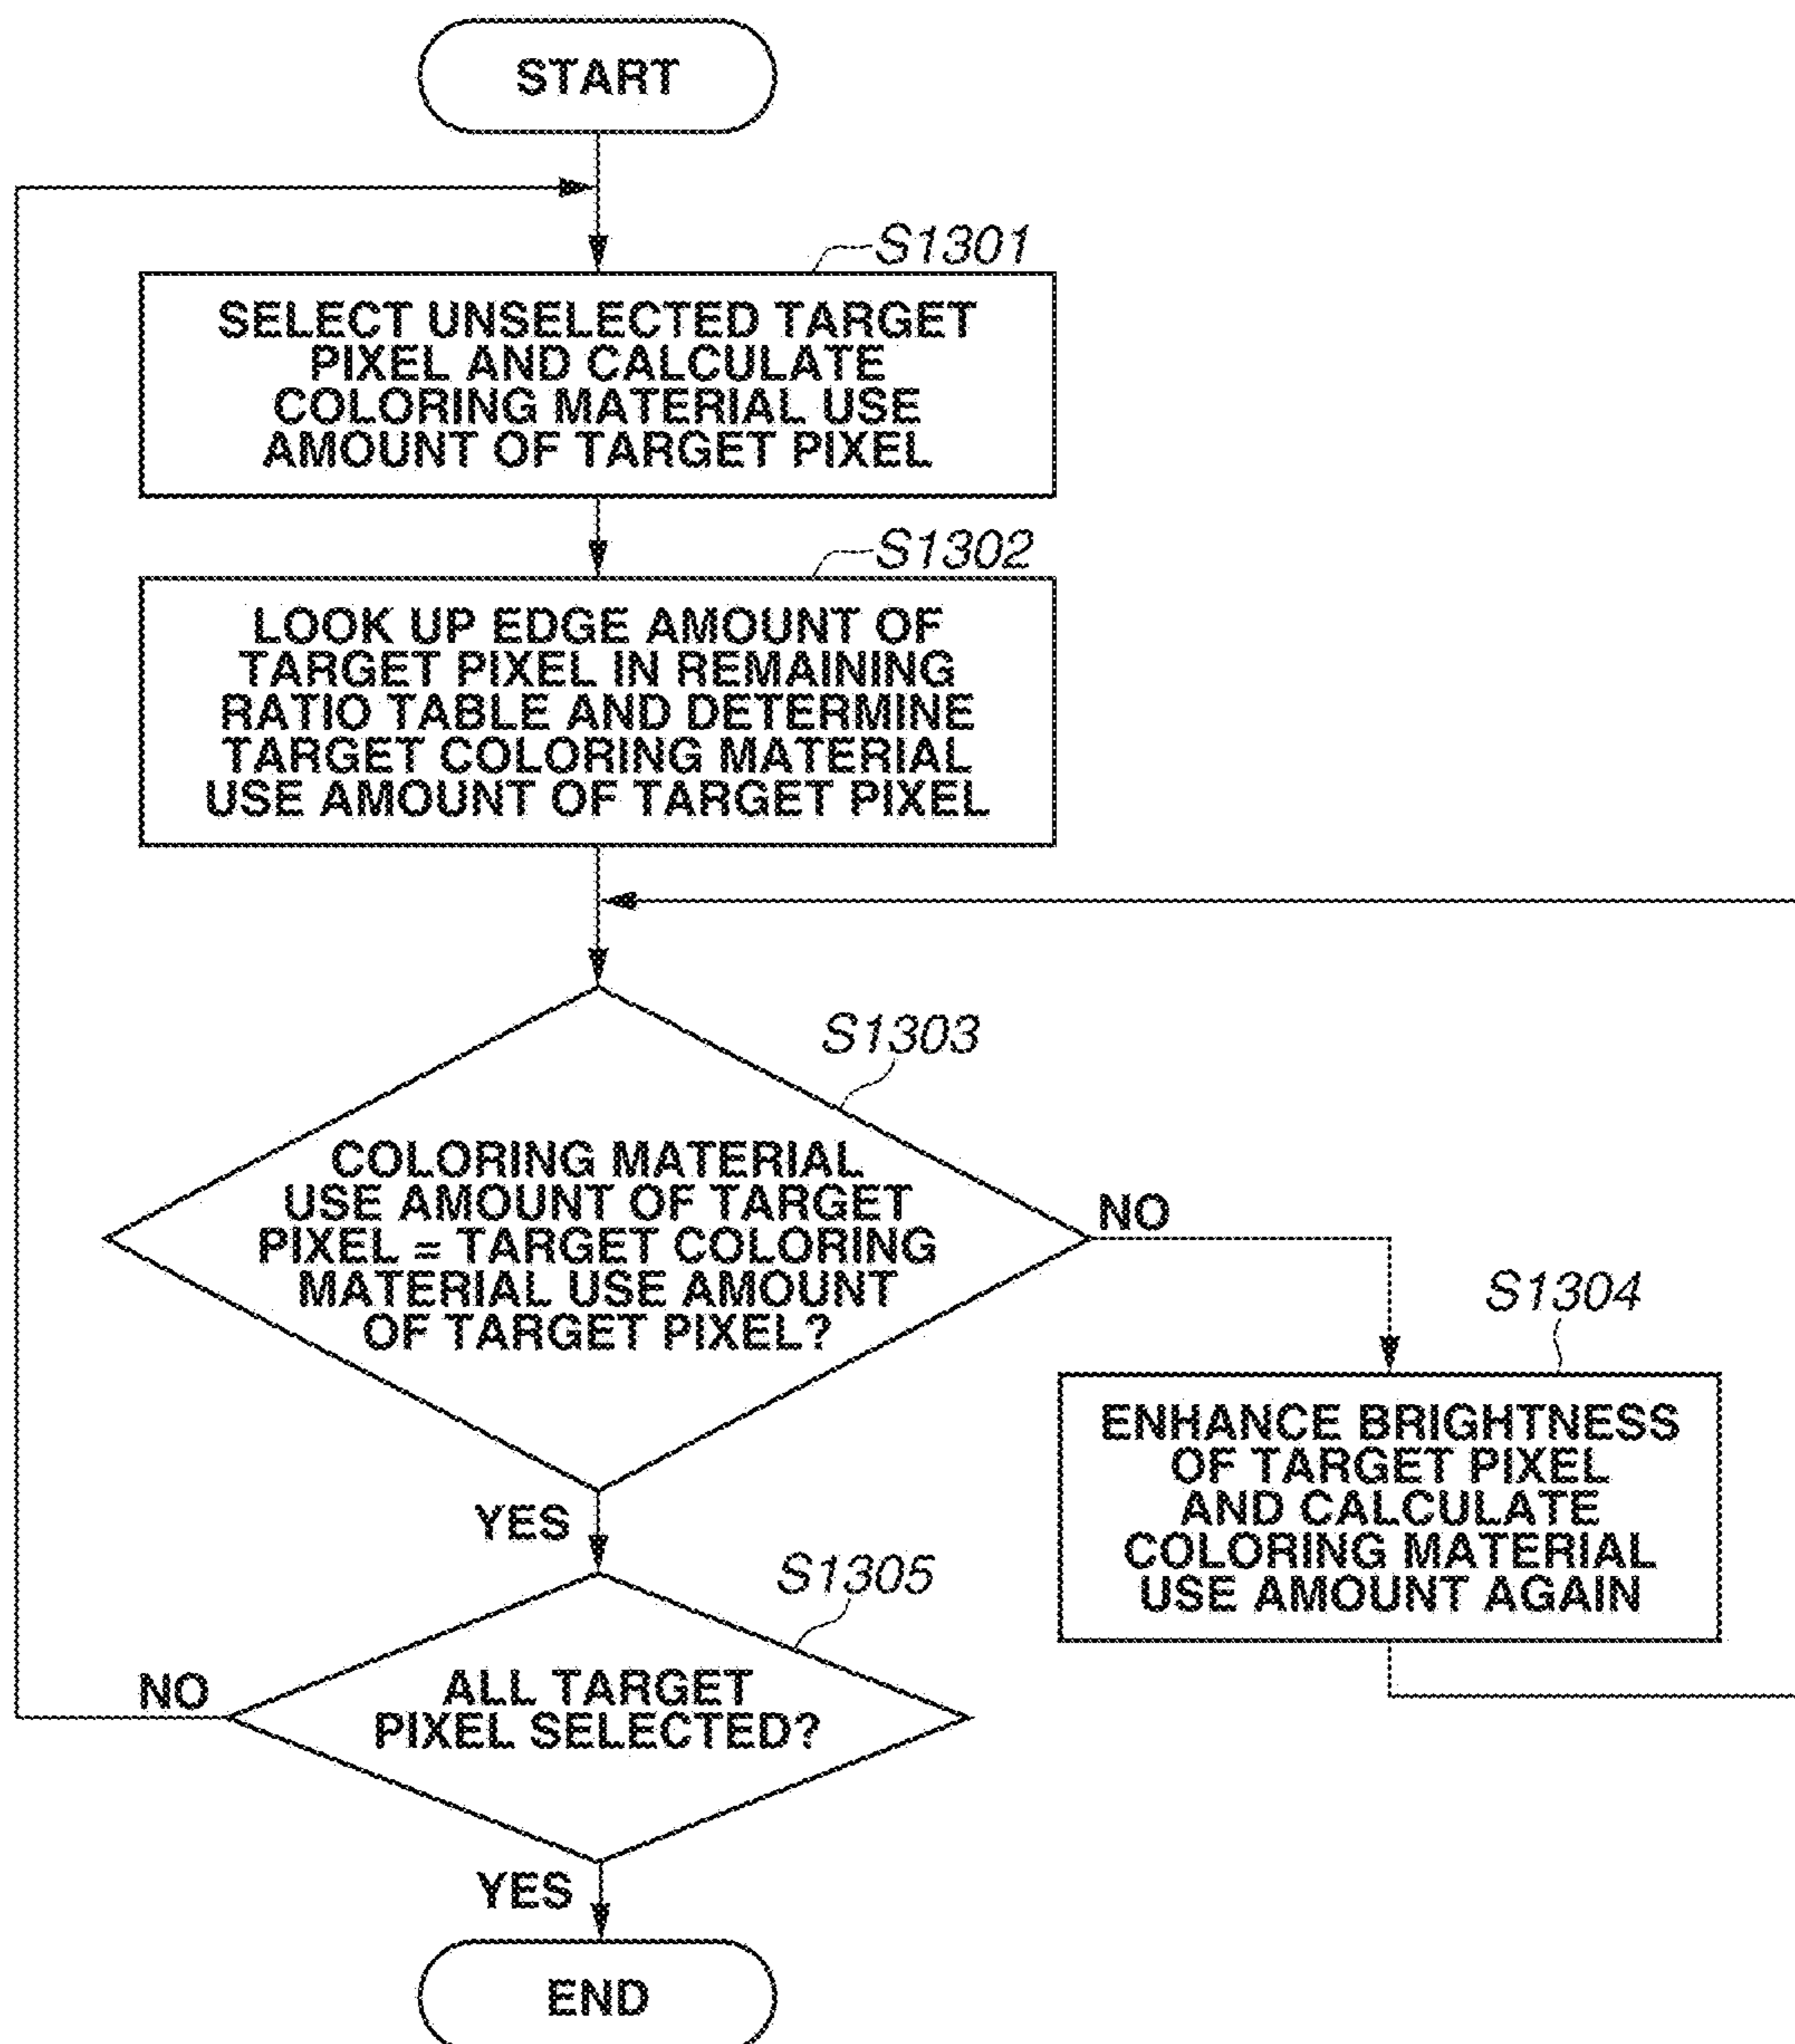 START
S1301
SELECT UNSELECTED TARGET
PIXEL AND CALCULATE
COLORING MATERIAL USE
AMOUNT OF TARGET PIXEL
S1302
LOOK UP EDGE AMOUNT OF
TARGET PIXEL IN REMAINING
RATIO TABLE AND DETERMINE
TARGET COLORING MATERIAL
USE AMOUNT OF TARGET PIXEL
S1303
COLORING MATERIAL
USE AMOUNT OF TARGET
PIXEL = TARGET COLORING
MATERIAL USE AMOUNT
OF TARGET PIXEL?
NO
S1304
ENHANCE BRIGHTNESS
OF TARGET PIXEL
AND CALCULATE
COLORING MATERIAL
USE AMOUNT AGAIN
YES
S1305
ALL TARGET
PIXEL SELECTED?
NO
YES
END